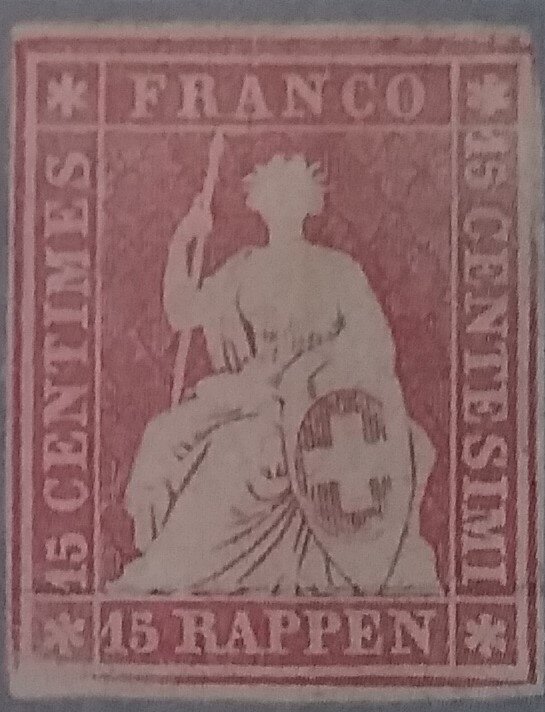 FRANCO
15 CENTIMES
15 CENTESIMI
15 RAPPEN